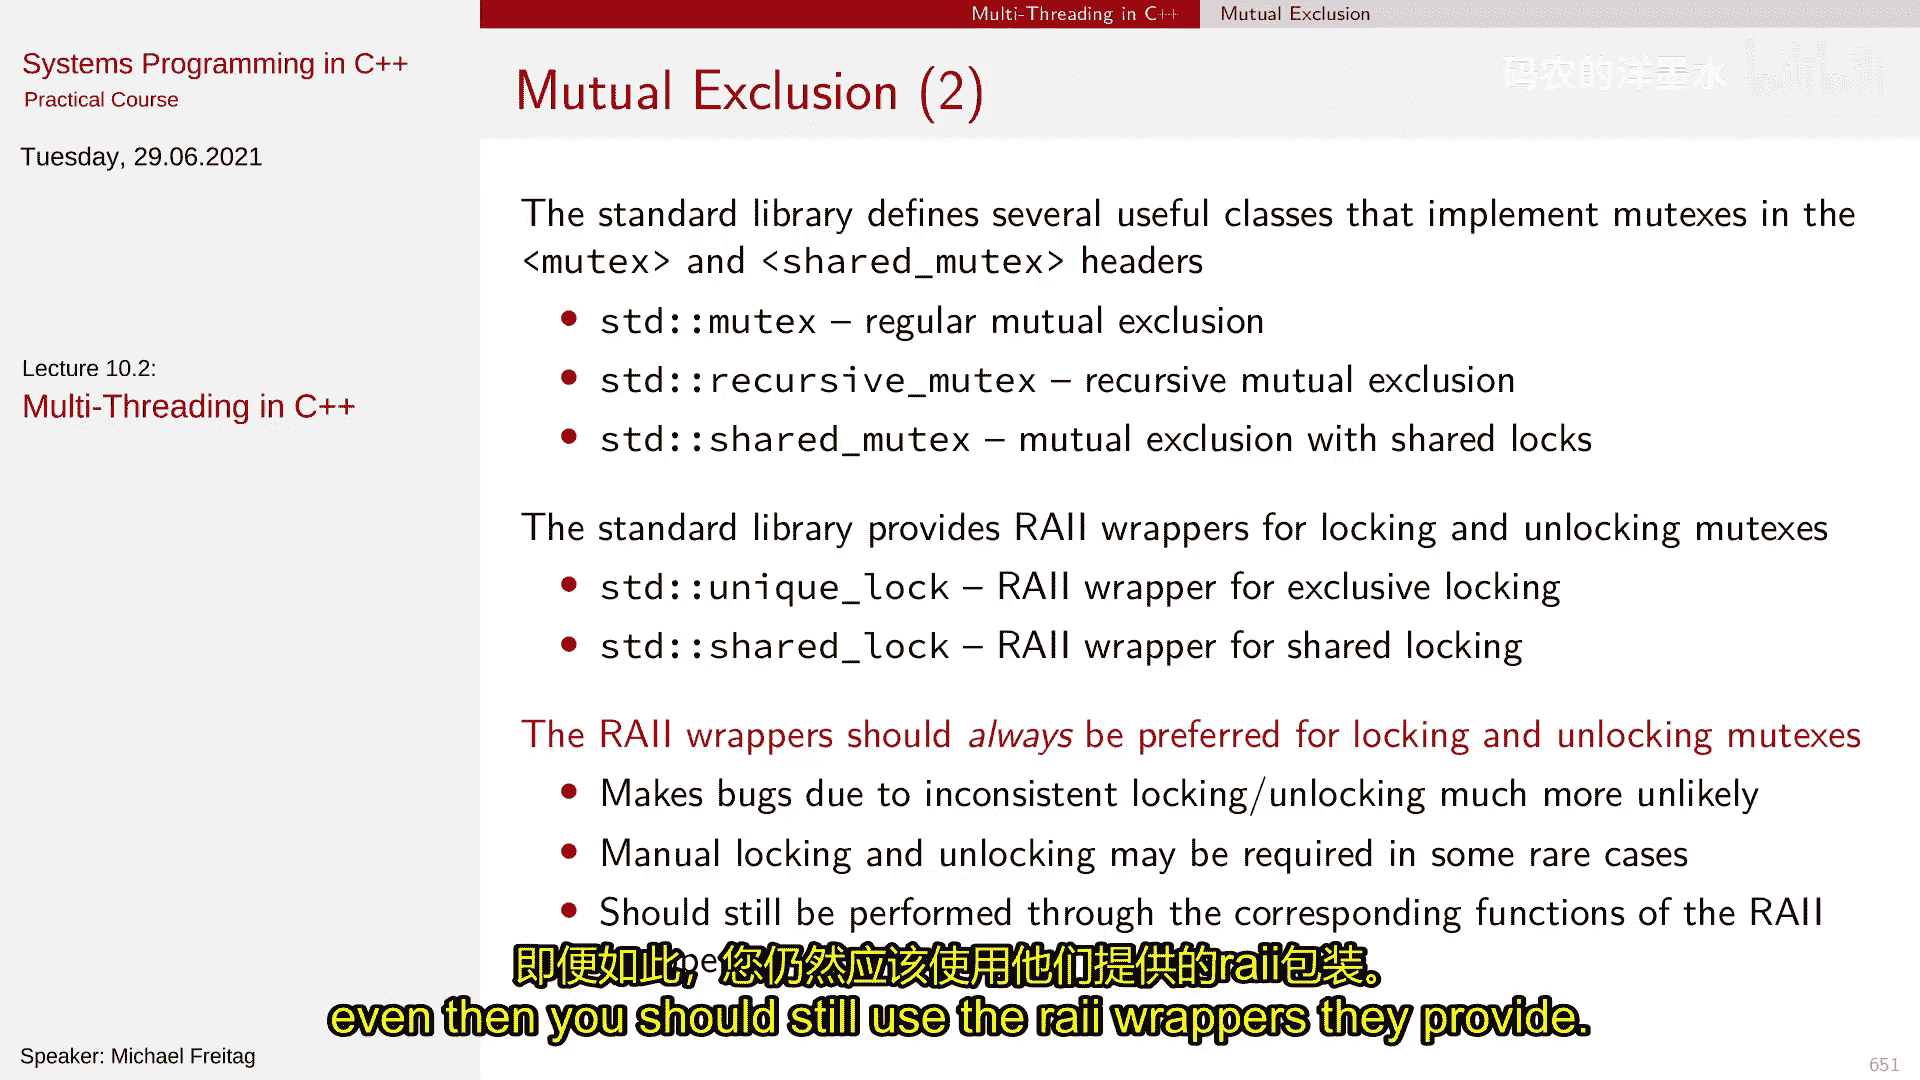 Multi-Threading in C++ Mutual Exclusion
Systems Programming in C++
Practical Course
Tuesday, 29.06.2021
Lecture 10.2:
Multi-Threading in C++
Mutual Exclusion (2)
码农的洋墨水 bilibili
The standard library defines several useful classes that implement mutexes in the
<mutex> and <shared_mutex> headers
• std::mutex – regular mutual exclusion
• std::recursive_mutex – recursive mutual exclusion
• std::shared_mutex – mutual exclusion with shared locks
The standard library provides RAII wrappers for locking and unlocking mutexes
• std::unique_lock – RAII wrapper for exclusive locking
• std::shared_lock – RAII wrapper for shared locking
The RAII wrappers should always be preferred for locking and unlocking mutexes
• Makes bugs due to inconsistent locking/unlocking much more unlikely
• Manual locking and unlocking may be required in some rare cases
• Should still be performed through the corresponding functions of the RAII
即便如此，您仍然应该使用他们提供的raii包装。
even then you should still use the raii wrappers they provide.
Speaker: Michael Freitag
651